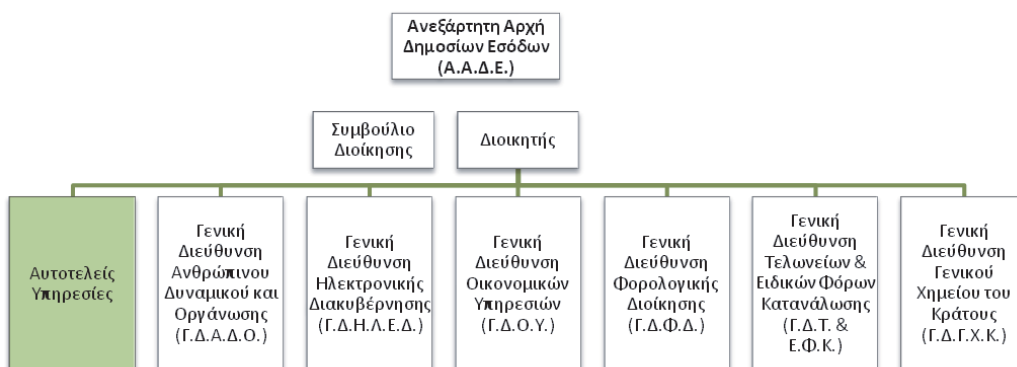 Ανεξάρτητη Αρχή
Δημοσίων Εσόδων
(Α.Α.Δ.Ε.)
Συμβούλιο
Διοίκησης
Διοικητής
Αυτοτελείς
Υπηρεσίες
Γενική
Διεύθυνση
Ανθρώπινου
Δυναμικού και
Οργάνωσης
(Γ.Δ.Α.Δ.Ο.)
Γενική
Διεύθυνση
Ηλεκτρονικής
Διακυβέρνησης
(Γ.Δ.Η.Λ.Ε.Δ.)
Γενική
Διεύθυνση
Οικονομικών
Υπηρεσιών
(Γ.Δ.Ο.Υ.)
Γενική
Διεύθυνση
Φορολογικής
Διοίκησης
(Γ.Δ.Φ.Δ.)
Γενική
Διεύθυνση
Τελωνείων &
Ειδικών Φόρων
Κατανάλωσης
(Γ.Δ.Τ. &
Ε.Φ.Κ.)
Γενική
Διεύθυνση
Γενικού
Χημείου του
Κράτους
(Γ.Δ.Γ.Χ.Κ.)